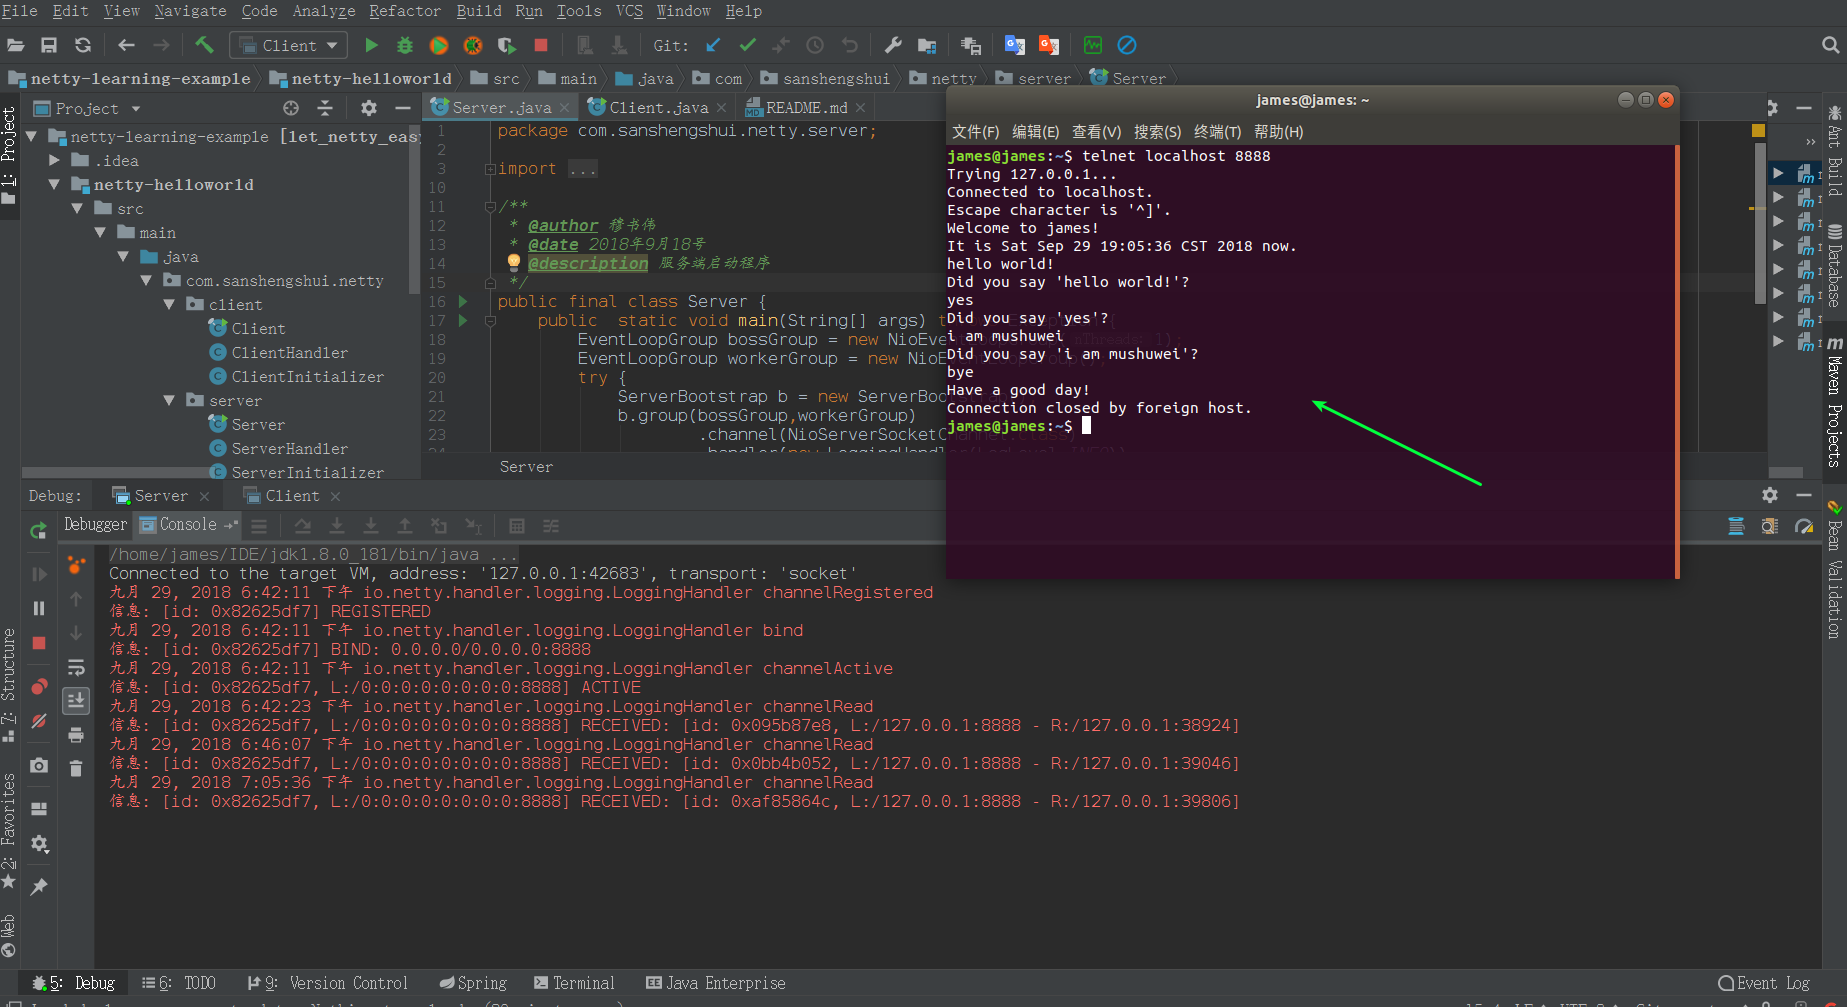 File Edit View Navigate Code Analyze Refactor Build Run Tools VCS Window Help
Client Git:
netty-learning-example netty-helloworld src main java com sanshengshui netty server Server
Project
Server.java Client.java README.md
1: Project
7: Structure
2: Favorites
Web
netty-learning-example [let_netty_eas
.idea
netty-helloworld
src
main
java
com.sanshengshui.netty
client
Client
ClientHandler
ClientInitializer
server
Server
ServerHandler
ServerInitializer
1 package com.sanshengshui.netty.server;
2
3 import ...
10
11 /**
12 * @author 穆书伟
13 * @date 2018年9月18号
14 * @description 服务端启动程序
15 */
16 public final class Server {
17 public static void main(String[] args) t
18 EventLoopGroup bossGroup = new NioEv
19 EventLoopGroup workerGroup = new NioE
20 try {
21 ServerBootstrap b = new ServerBo
22 b.group(bossGroup,workerGroup)
23 .channel(NioServerSocketChannel.class)
.handler(new LoggingHandler(LogLevel.INFO))
Server
james@james: ~
文件(F) 编辑(E) 查看(V) 搜索(S) 终端(T) 帮助(H)
james@james:~$ telnet localhost 8888
Trying 127.0.0.1...
Connected to localhost.
Escape character is '^]'.
Welcome to james!
It is Sat Sep 29 19:05:36 CST 2018 now.
hello world!
Did you say 'hello world!'?
yes
Did you say 'yes'?
i am mushuwei
Did you say 'i am mushuwei'?
bye
Have a good day!
Connection closed by foreign host.
james@james:~$
Ant Build
Database
Maven Projects
Bean Validation
Debug: Server Client
Debugger Console
/home/james/IDE/jdk1.8.0_181/bin/java ...
Connected to the target VM, address: '127.0.0.1:42683', transport: 'socket'
九月 29, 2018 6:42:11 下午 io.netty.handler.logging.LoggingHandler channelRegistered
信息: [id: 0x82625df7] REGISTERED
九月 29, 2018 6:42:11 下午 io.netty.handler.logging.LoggingHandler bind
信息: [id: 0x82625df7] BIND: 0.0.0.0/0.0.0.0:8888
九月 29, 2018 6:42:11 下午 io.netty.handler.logging.LoggingHandler channelActive
信息: [id: 0x82625df7, L:/0:0:0:0:0:0:0:0:8888] ACTIVE
九月 29, 2018 6:42:23 下午 io.netty.handler.logging.LoggingHandler channelRead
信息: [id: 0x82625df7, L:/0:0:0:0:0:0:0:0:8888] RECEIVED: [id: 0x095b87e8, L:/127.0.0.1:8888 - R:/127.0.0.1:38924]
九月 29, 2018 6:46:07 下午 io.netty.handler.logging.LoggingHandler channelRead
信息: [id: 0x82625df7, L:/0:0:0:0:0:0:0:0:8888] RECEIVED: [id: 0x0bb4b052, L:/127.0.0.1:8888 - R:/127.0.0.1:39046]
九月 29, 2018 7:05:36 下午 io.netty.handler.logging.LoggingHandler channelRead
信息: [id: 0x82625df7, L:/0:0:0:0:0:0:0:0:8888] RECEIVED: [id: 0xaf85864c, L:/127.0.0.1:8888 - R:/127.0.0.1:39806]
5: Debug 6: TODO 9: Version Control Spring Terminal Java Enterprise Event Log